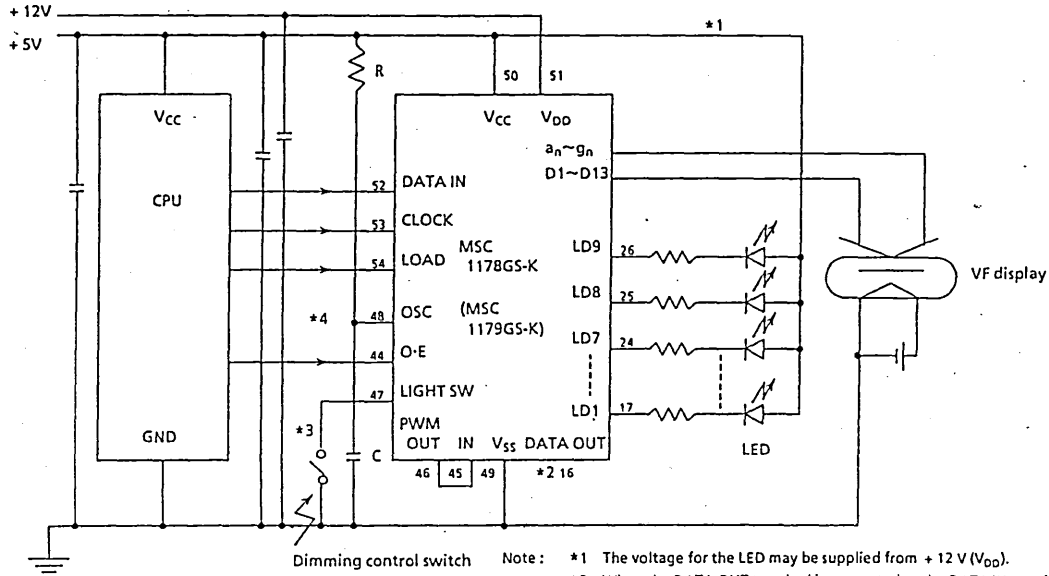 + 12V
+ 5V
*1
R
50
51
VCC
VCC
VDD
an~gn
D1~D13
CPU
52
DATA IN
53
CLOCK
54
LOAD
MSC
1178GS-K
LD9
26
VF display
*4
48
OSC
(MSC
1179GS-K)
LD8
25
44
O·E
LD7
24
47
LIGHT SW
LD1
17
*3
PWM
OUT
IN
VSS
DATA OUT
LED
GND
C
46
45
49
*2
16
Dimming control switch
Note :
*1 The voltage for the LED may be supplied from + 12 V (VDD).